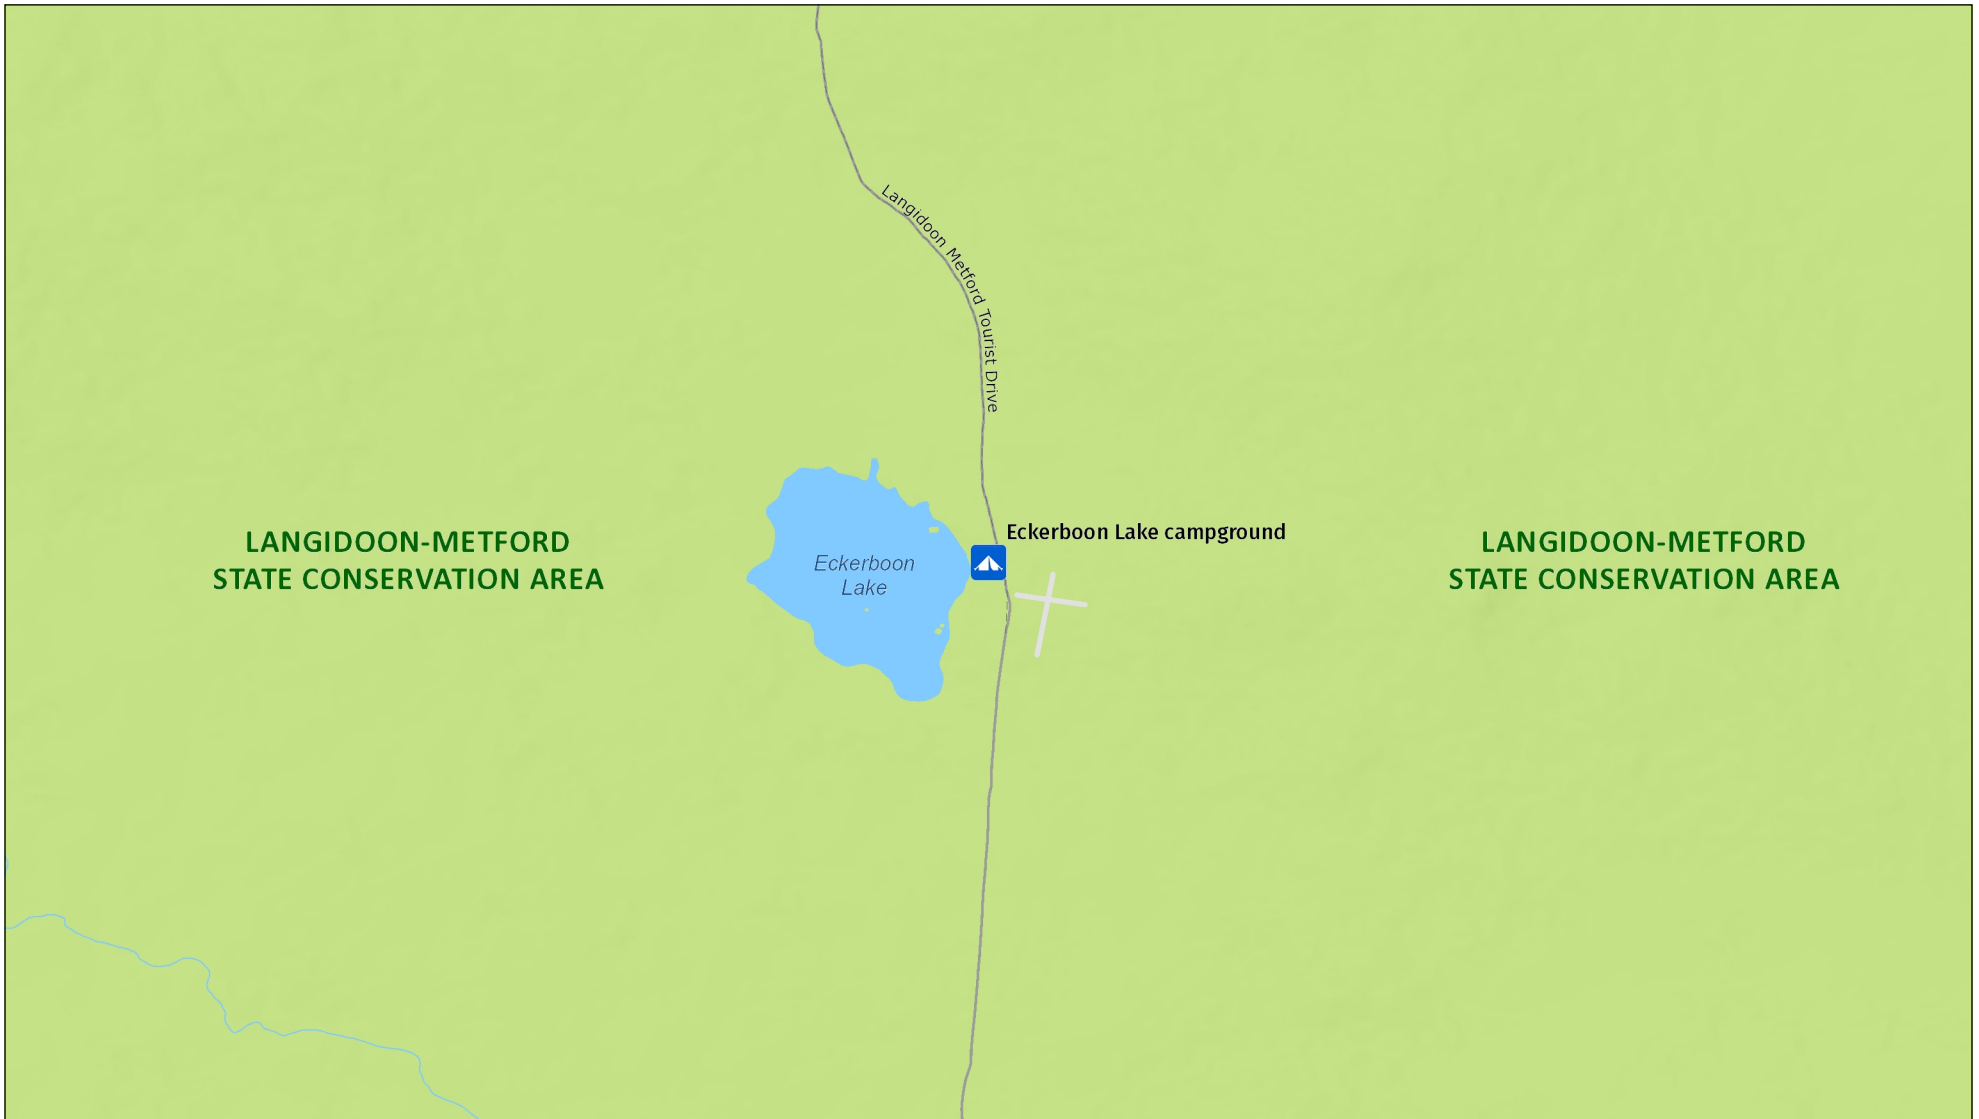 Langidoon Metford Tourist Drive
Eckerboon Lake campground
LANGIDOON-METFORD
STATE CONSERVATION AREA
Eckerboon
Lake
LANGIDOON-METFORD
STATE CONSERVATION AREA